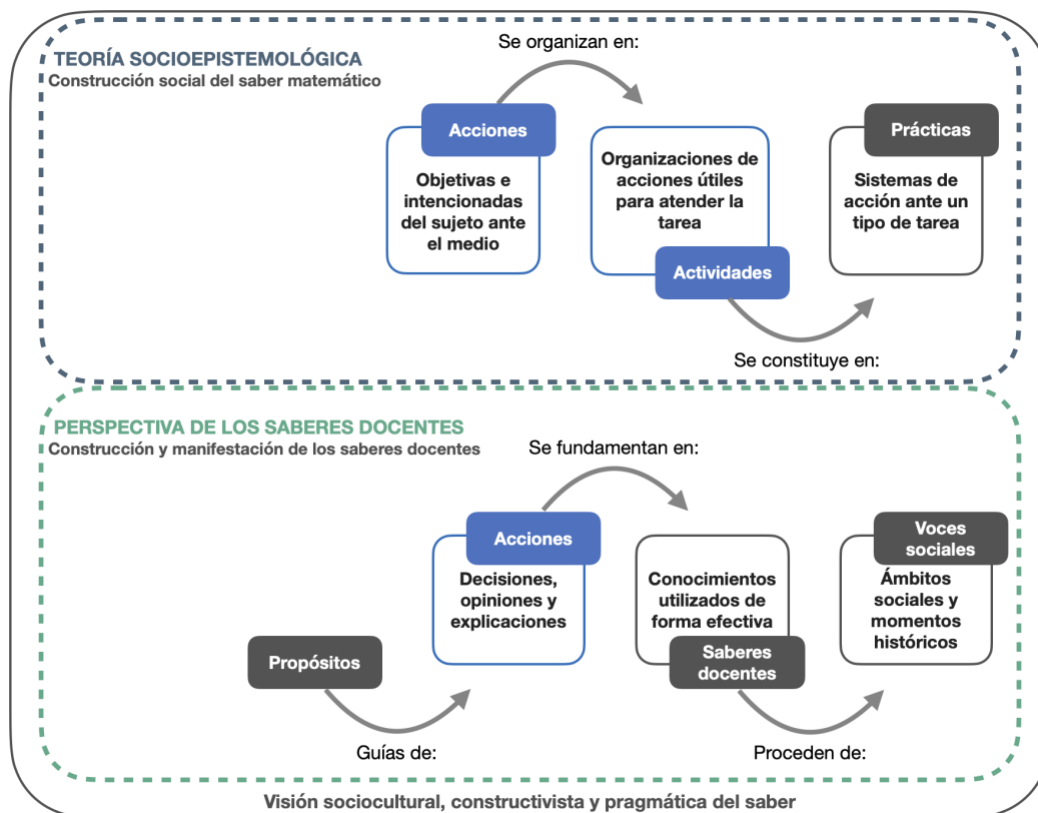 Se organizan en:
TEORÍA SOCIOEPISTEMOLÓGICA
Construcción social del saber matemático
Acciones
Objetivas e
intencionadas
del sujeto ante
el medio
Organizaciones de
acciones útiles
para atender la
tarea
Actividades
Prácticas
Sistemas de
acción ante un
tipo de tarea
Se constituye en:
PERSPECTIVA DE LOS SABERES DOCENTES
Construcción y manifestación de los saberes docentes
Se fundamentan en:
Propósitos
Guías de:
Acciones
Decisiones,
opiniones y
explicaciones
Conocimientos
utilizados de
forma efectiva
Saberes
docentes
Proceden de:
Voces
sociales
Ámbitos
sociales y
momentos
históricos
Visión sociocultural, constructivista y pragmática del saber